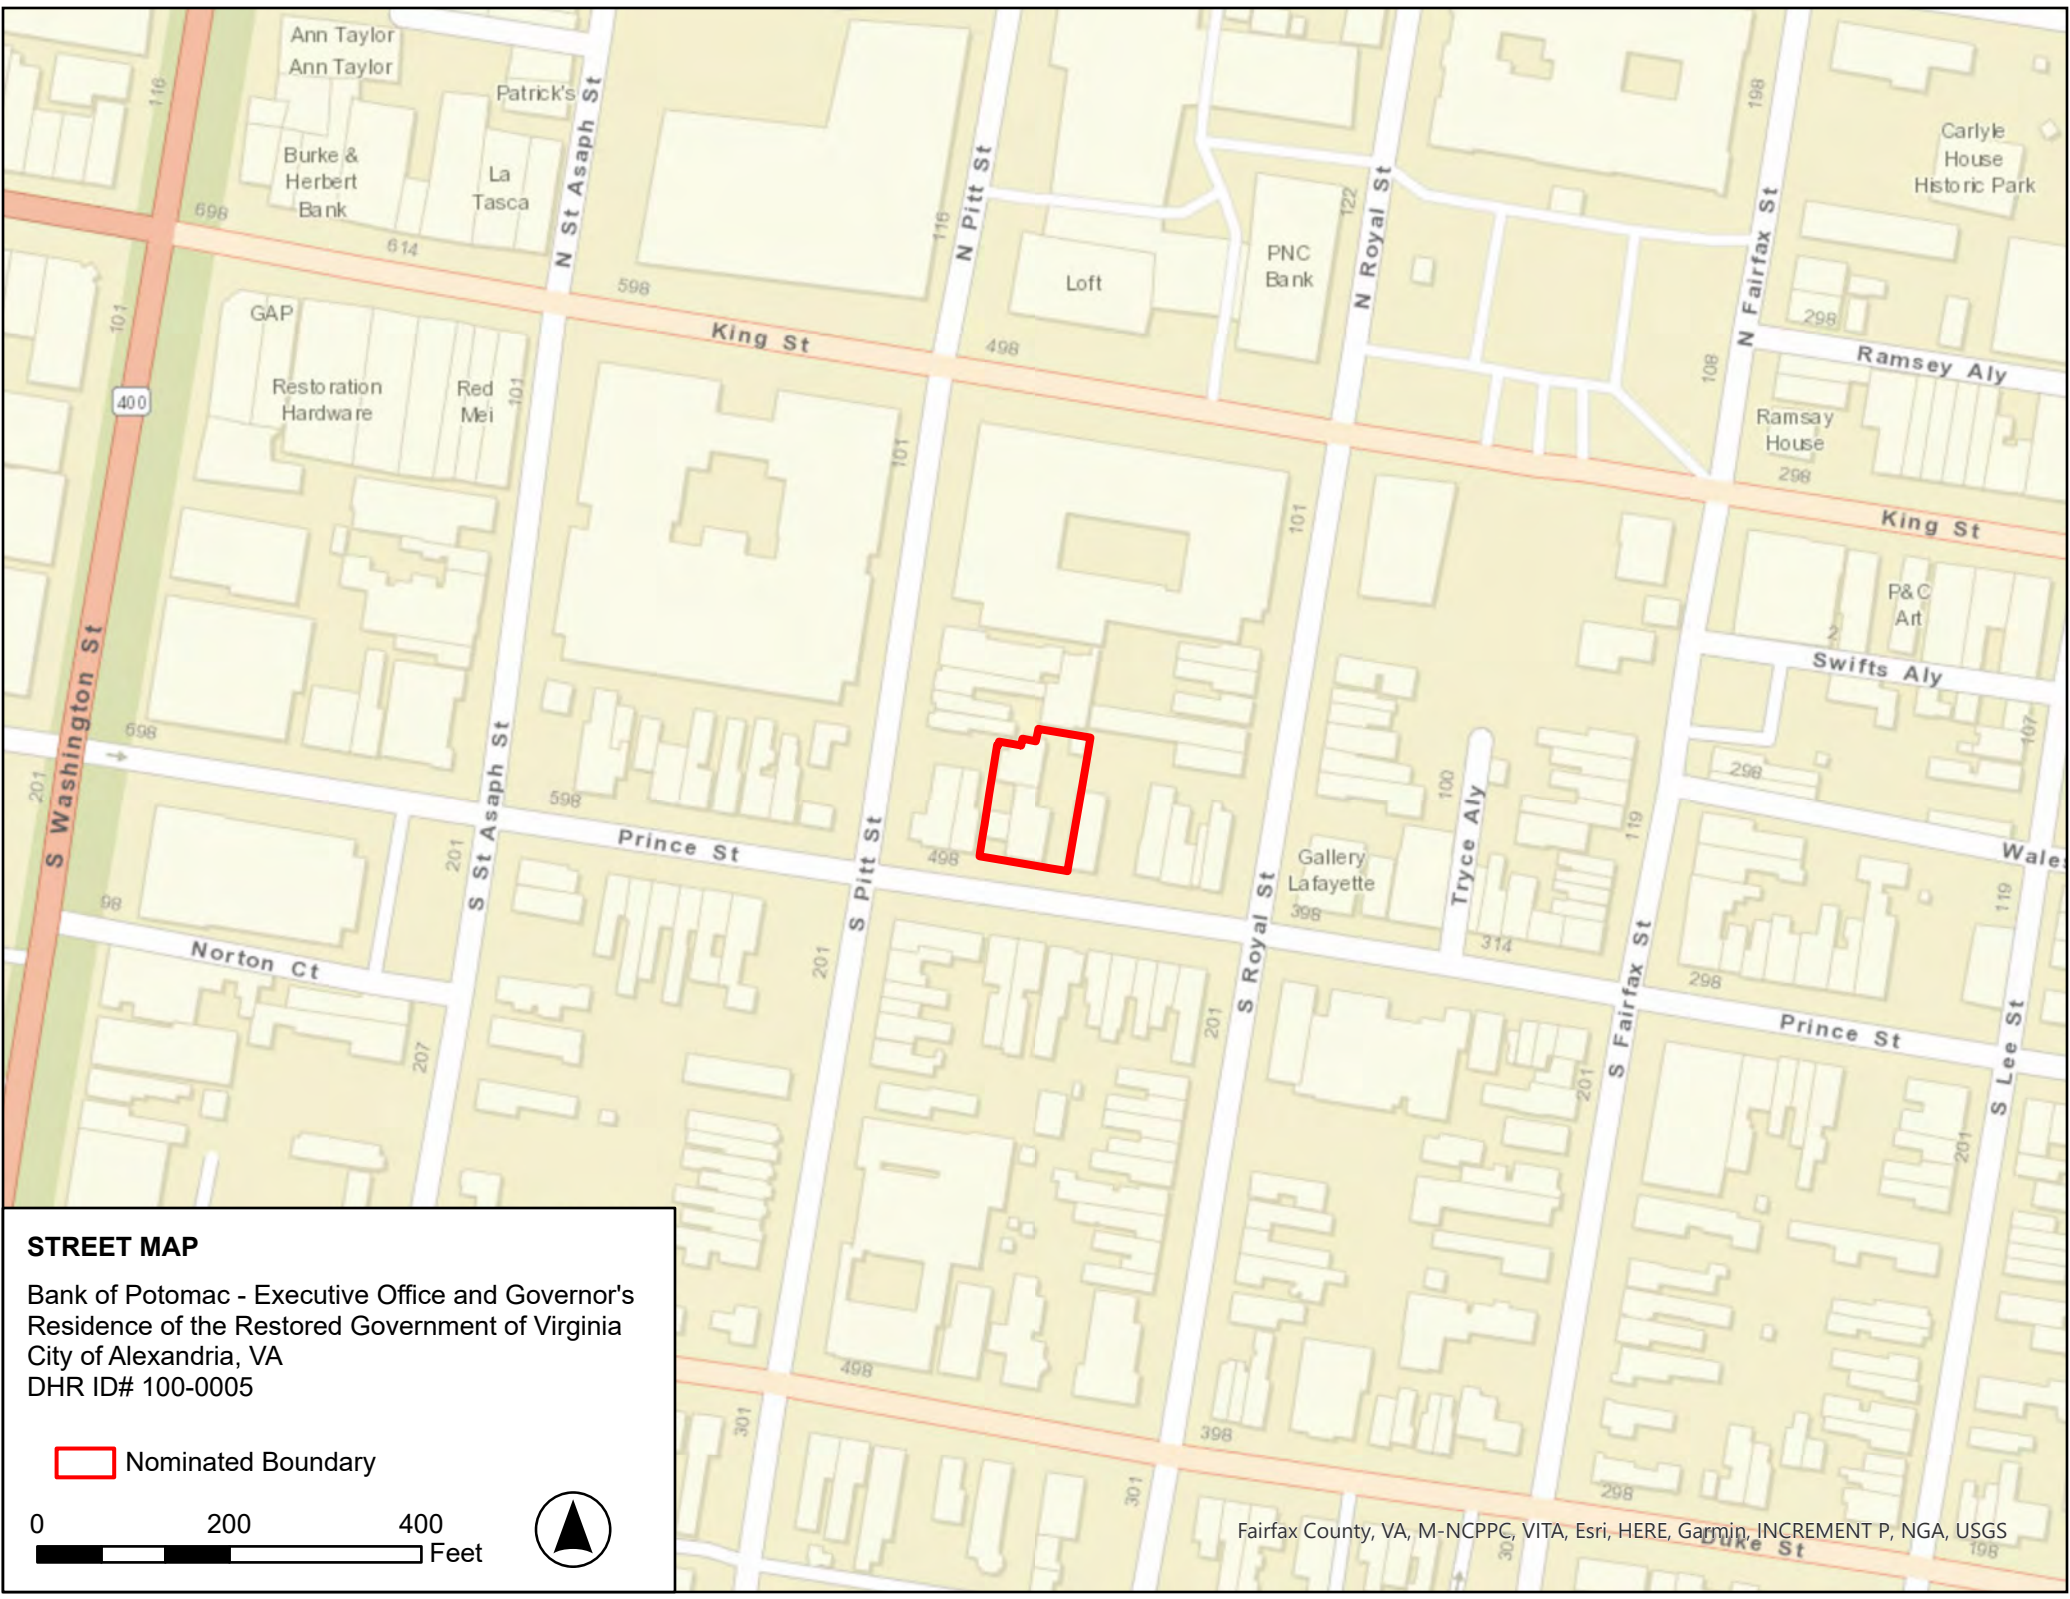 Ann Taylor
Ann Taylor
Patrick's
116
198
Burke &
Herbert
Bank
La
Tasca
N St Asaph St
N Pitt St
116
122
N Royal St
PNC
Bank
Loft
Carlyle
House
Historic Park
N Fairfax St
698
614
598
King St
498
GAP
101
400
Restoration
Hardware
Red
Mei
101
101
101
108
298
Ramsey Aly
Ramsay
House
298
King St
P&C
Art
2
Swifts Aly
107
S Washington St
698
201
S St Asaph St
598
Prince St
201
S Pitt St
498
S Royal St
Gallery
Lafayette
398
100
Tryce Aly
314
119
298
Wales
119
S Fairfax St
298
Prince St
S Lee St
98
Norton Ct
207
201
201
201
201
498
398
298
301
301
30
Duke St
198
STREET MAP
Bank of Potomac - Executive Office and Governor's
Residence of the Restored Government of Virginia
City of Alexandria, VA
DHR ID# 100-0005
Nominated Boundary
0 200 400
Feet
Fairfax County, VA, M-NCPPC, VITA, Esri, HERE, Garmin, INCREMENT P, NGA, USGS